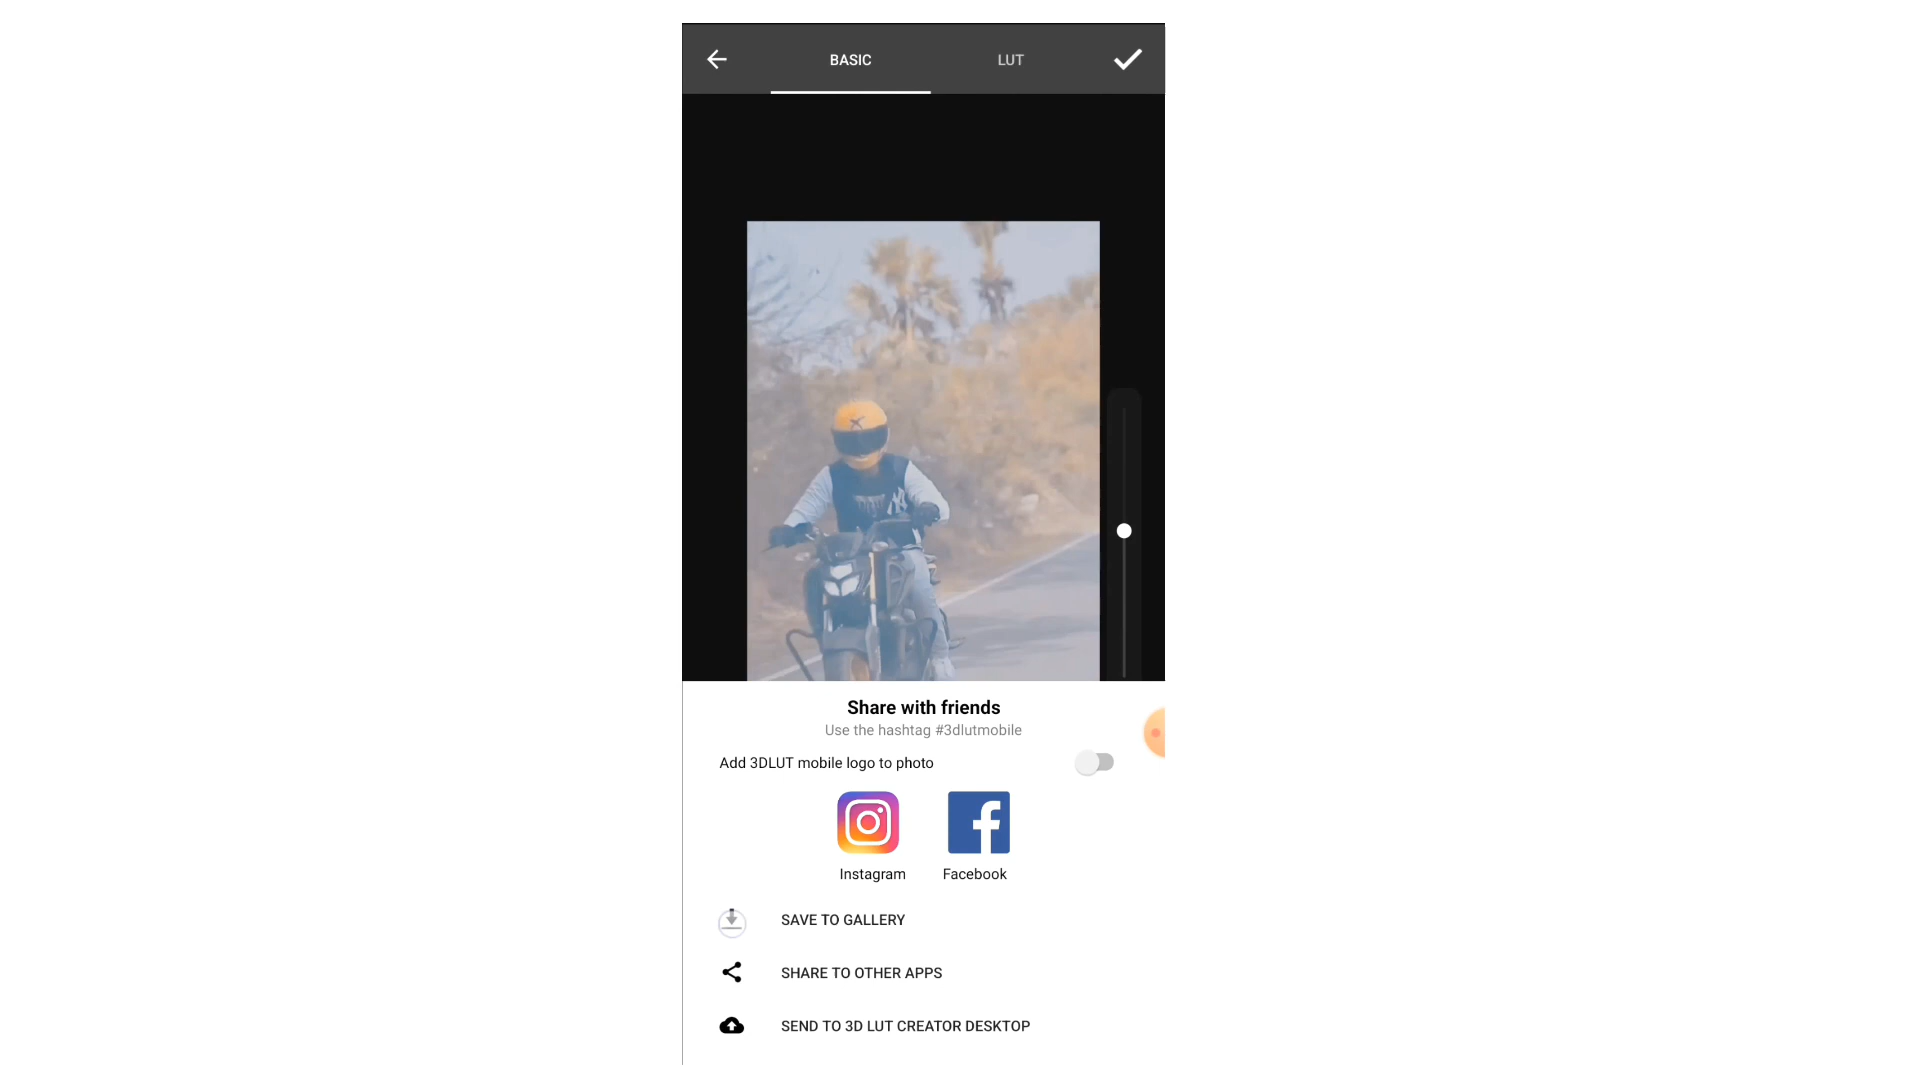 BASIC
LUT
Share with friends
Use the hashtag #3dlutmobile
Add 3DLUT mobile logo to photo
Instagram
Facebook
SAVE TO GALLERY
SHARE TO OTHER APPS
SEND TO 3D LUT CREATOR DESKTOP